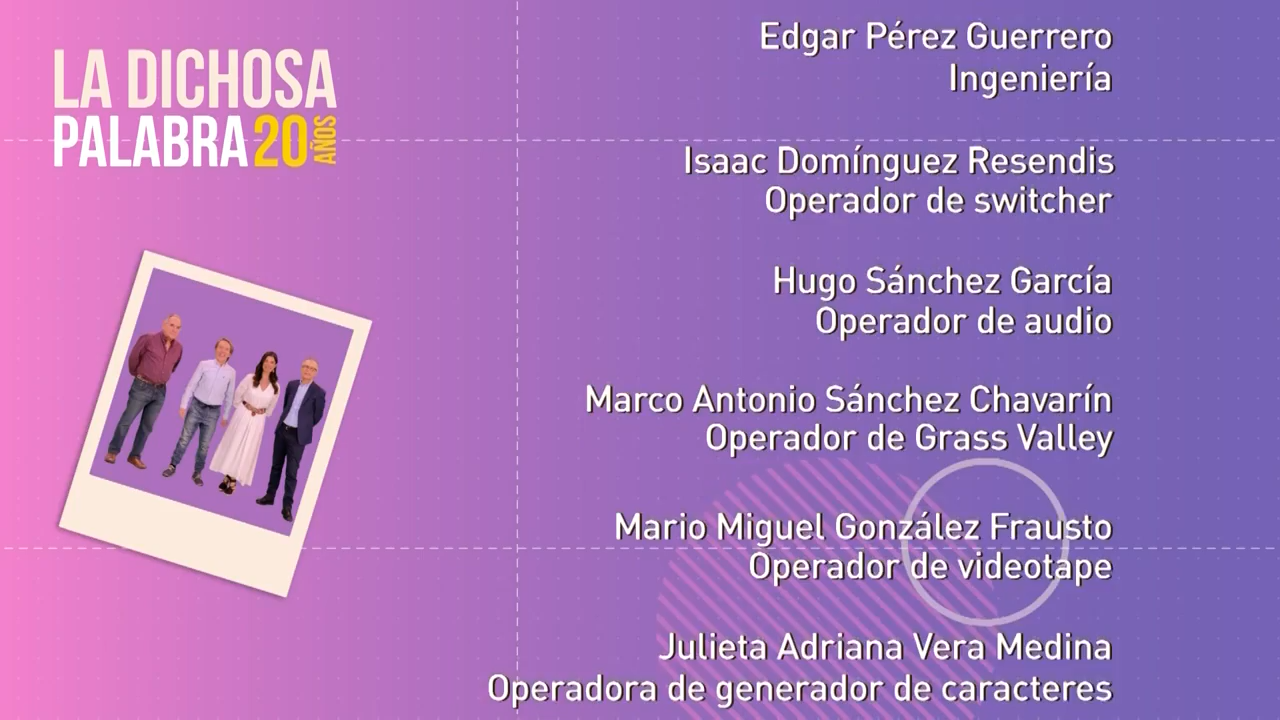 LA DICHOSA
PALABRA 20 AÑOS
Edgar Pérez Guerrero
Ingeniería
Isaac Domínguez Resendis
Operador de switcher
Hugo Sánchez García
Operador de audio
Marco Antonio Sánchez Chavarín
Operador de Grass Valley
Mario Miguel González Frausto
Operador de videotape
Julieta Adriana Vera Medina
Operadora de generador de caracteres